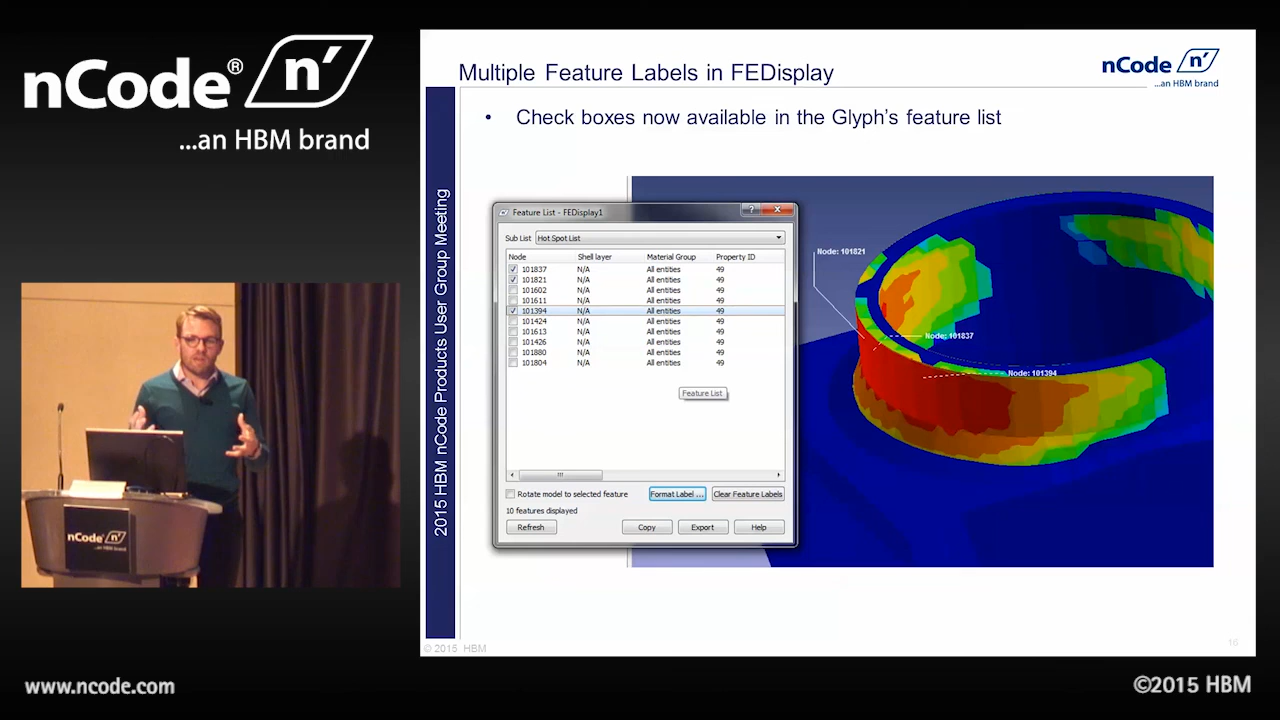 nCode® n'
...an HBM brand
Multiple Feature Labels in FEDisplay
nCode n'
...an HBM brand
• Check boxes now available in the Glyph's feature list
2015 HBM nCode Products User Group Meeting
Feature List - FEDisplay1
Sub List Hot Spot List
Node Shell layer Material Group Property ID
101837 N/A All entities 49
101821 N/A All entities 49
101602 N/A All entities 49
101611 N/A All entities 49
101394 N/A All entities 49
101424 N/A All entities 49
101613 N/A All entities 49
101426 N/A All entities 49
101880 N/A All entities 49
101804 N/A All entities 49
Feature List
Rotate model to selected feature Format Label ... Clear Feature Labels
10 features displayed
Refresh Copy Export Help
Node: 101821
Node: 101837
Node: 101394
nCode n'
...an HBM brand
© 2015 HBM
16
www.ncode.com
©2015 HBM